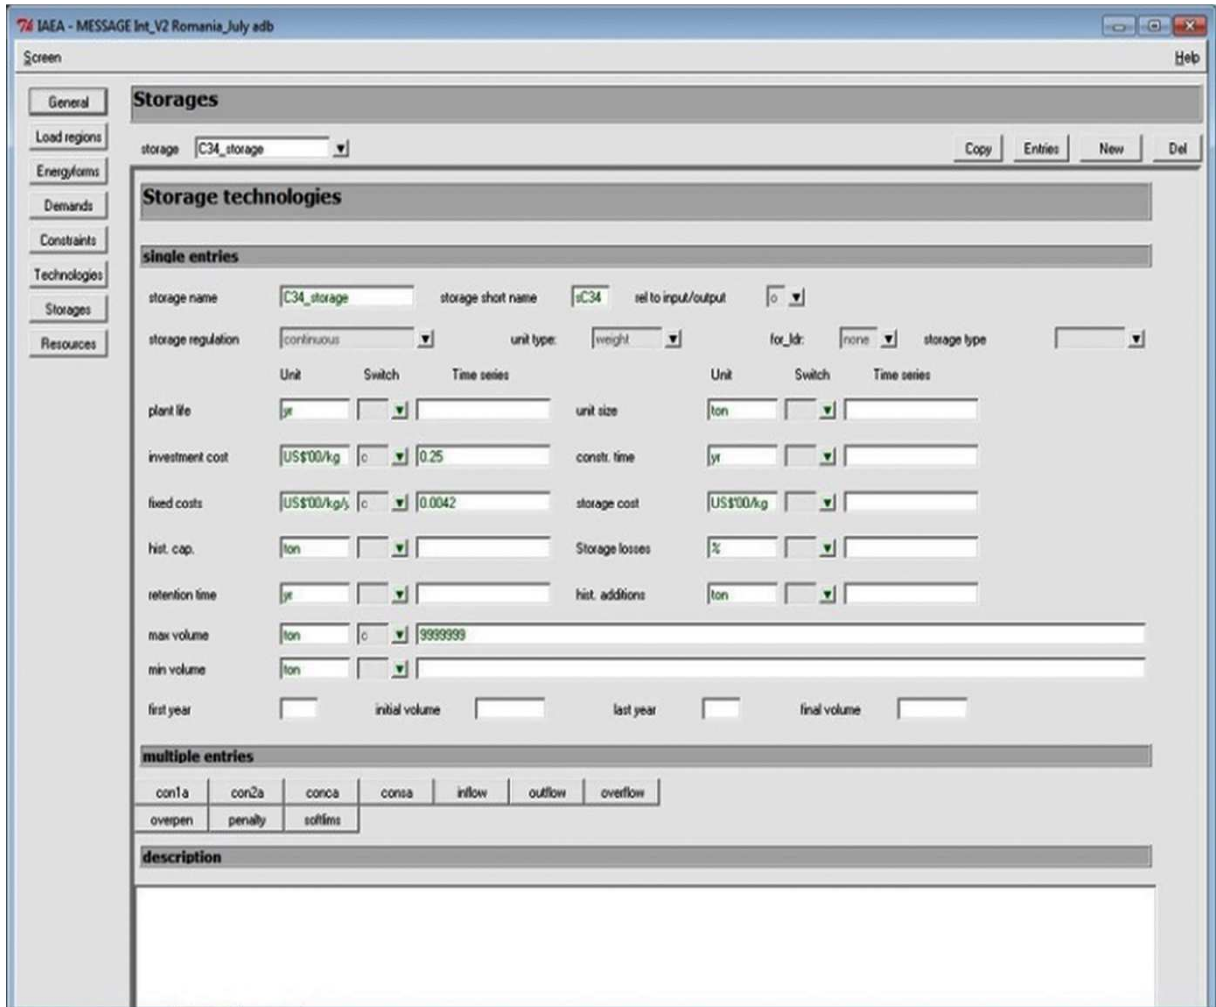 IAEA - MESSAGE Int_V2 Romania_July adb
Screen Help
General
Load regions
Energyforms
Demands
Constraints
Technologies
Storages
Resources
Storages
storage C34_storage Copy Entries New Del
Storage technologies
single entries
storage name C34_storage storage short name sC34 rel to input/output o
storage regulation continuous unit type: weight for_ldr: none storage type
Unit Switch Time series Unit Switch Time series
plant life yr unit size ton
investment cost US$'00/kg c 0.25 constr. time yr
fixed costs US$'00/kg/y c 0.0042 storage cost US$'00/kg
hist. cap. ton Storage losses %
retention time yr hist. additions ton
max volume ton c 9999999
min volume ton
first year initial volume last year final volume
multiple entries
con1a con2a conca consa inflow outflow overflow
overpen penalty softlims
description